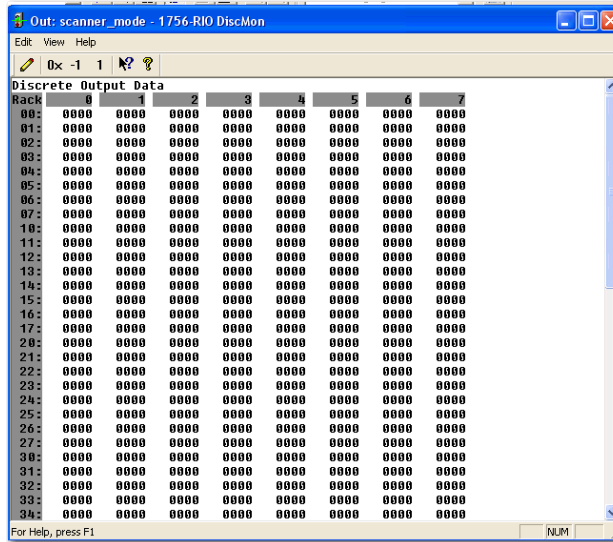 Out: scanner_mode - 1756-RIO DiscMon
Edit View Help
0x -1 1
Discrete Output Data
Rack 0 1 2 3 4 5 6 7
00: 0000 0000 0000 0000 0000 0000 0000 0000
01: 0000 0000 0000 0000 0000 0000 0000 0000
02: 0000 0000 0000 0000 0000 0000 0000 0000
03: 0000 0000 0000 0000 0000 0000 0000 0000
04: 0000 0000 0000 0000 0000 0000 0000 0000
05: 0000 0000 0000 0000 0000 0000 0000 0000
06: 0000 0000 0000 0000 0000 0000 0000 0000
07: 0000 0000 0000 0000 0000 0000 0000 0000
10: 0000 0000 0000 0000 0000 0000 0000 0000
11: 0000 0000 0000 0000 0000 0000 0000 0000
12: 0000 0000 0000 0000 0000 0000 0000 0000
13: 0000 0000 0000 0000 0000 0000 0000 0000
14: 0000 0000 0000 0000 0000 0000 0000 0000
15: 0000 0000 0000 0000 0000 0000 0000 0000
16: 0000 0000 0000 0000 0000 0000 0000 0000
17: 0000 0000 0000 0000 0000 0000 0000 0000
20: 0000 0000 0000 0000 0000 0000 0000 0000
21: 0000 0000 0000 0000 0000 0000 0000 0000
22: 0000 0000 0000 0000 0000 0000 0000 0000
23: 0000 0000 0000 0000 0000 0000 0000 0000
24: 0000 0000 0000 0000 0000 0000 0000 0000
25: 0000 0000 0000 0000 0000 0000 0000 0000
26: 0000 0000 0000 0000 0000 0000 0000 0000
27: 0000 0000 0000 0000 0000 0000 0000 0000
30: 0000 0000 0000 0000 0000 0000 0000 0000
31: 0000 0000 0000 0000 0000 0000 0000 0000
32: 0000 0000 0000 0000 0000 0000 0000 0000
33: 0000 0000 0000 0000 0000 0000 0000 0000
34: 0000 0000 0000 0000 0000 0000 0000 0000
For Help, press F1 NUM